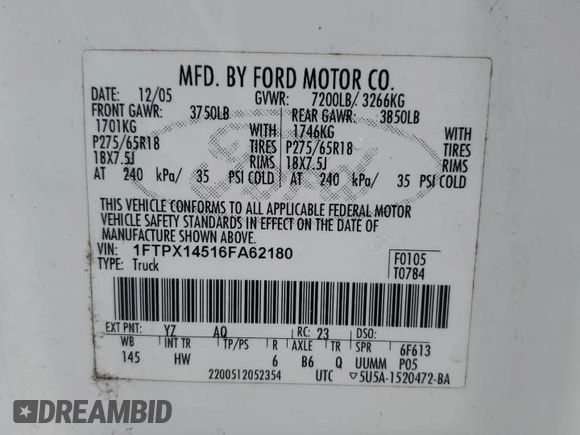 MFD. BY FORD MOTOR CO.
DATE: 12/05 GVWR: 7200LB/ 3266KG
FRONT GAWR: 3750LB REAR GAWR: 3850LB
1701KG WITH 1746KG WITH
P275/65R18 TIRES P275/65R18 TIRES
18X7.5J RIMS 18X7.5J RIMS
AT 240 kPa/ 35 PSI COLD AT 240 kPa/ 35 PSI COLD
THIS VEHICLE CONFORMS TO ALL APPLICABLE FEDERAL MOTOR
VEHICLE SAFETY STANDARDS IN EFFECT ON THE DATE OF
MANUFACTURE SHOWN ABOVE.
VIN: 1FTPX14516FA62180 F0105
TYPE: Truck T0784
EXT PNT: YZ AQ RC: 23 DSO:
WB INT TR TP/PS R AXLE TR SPR 6F613
145 HW 6 B6 Q UUMM P05
2200512052354 UTC ▽5U5A-1520472-BA
Ford
DREAMBID